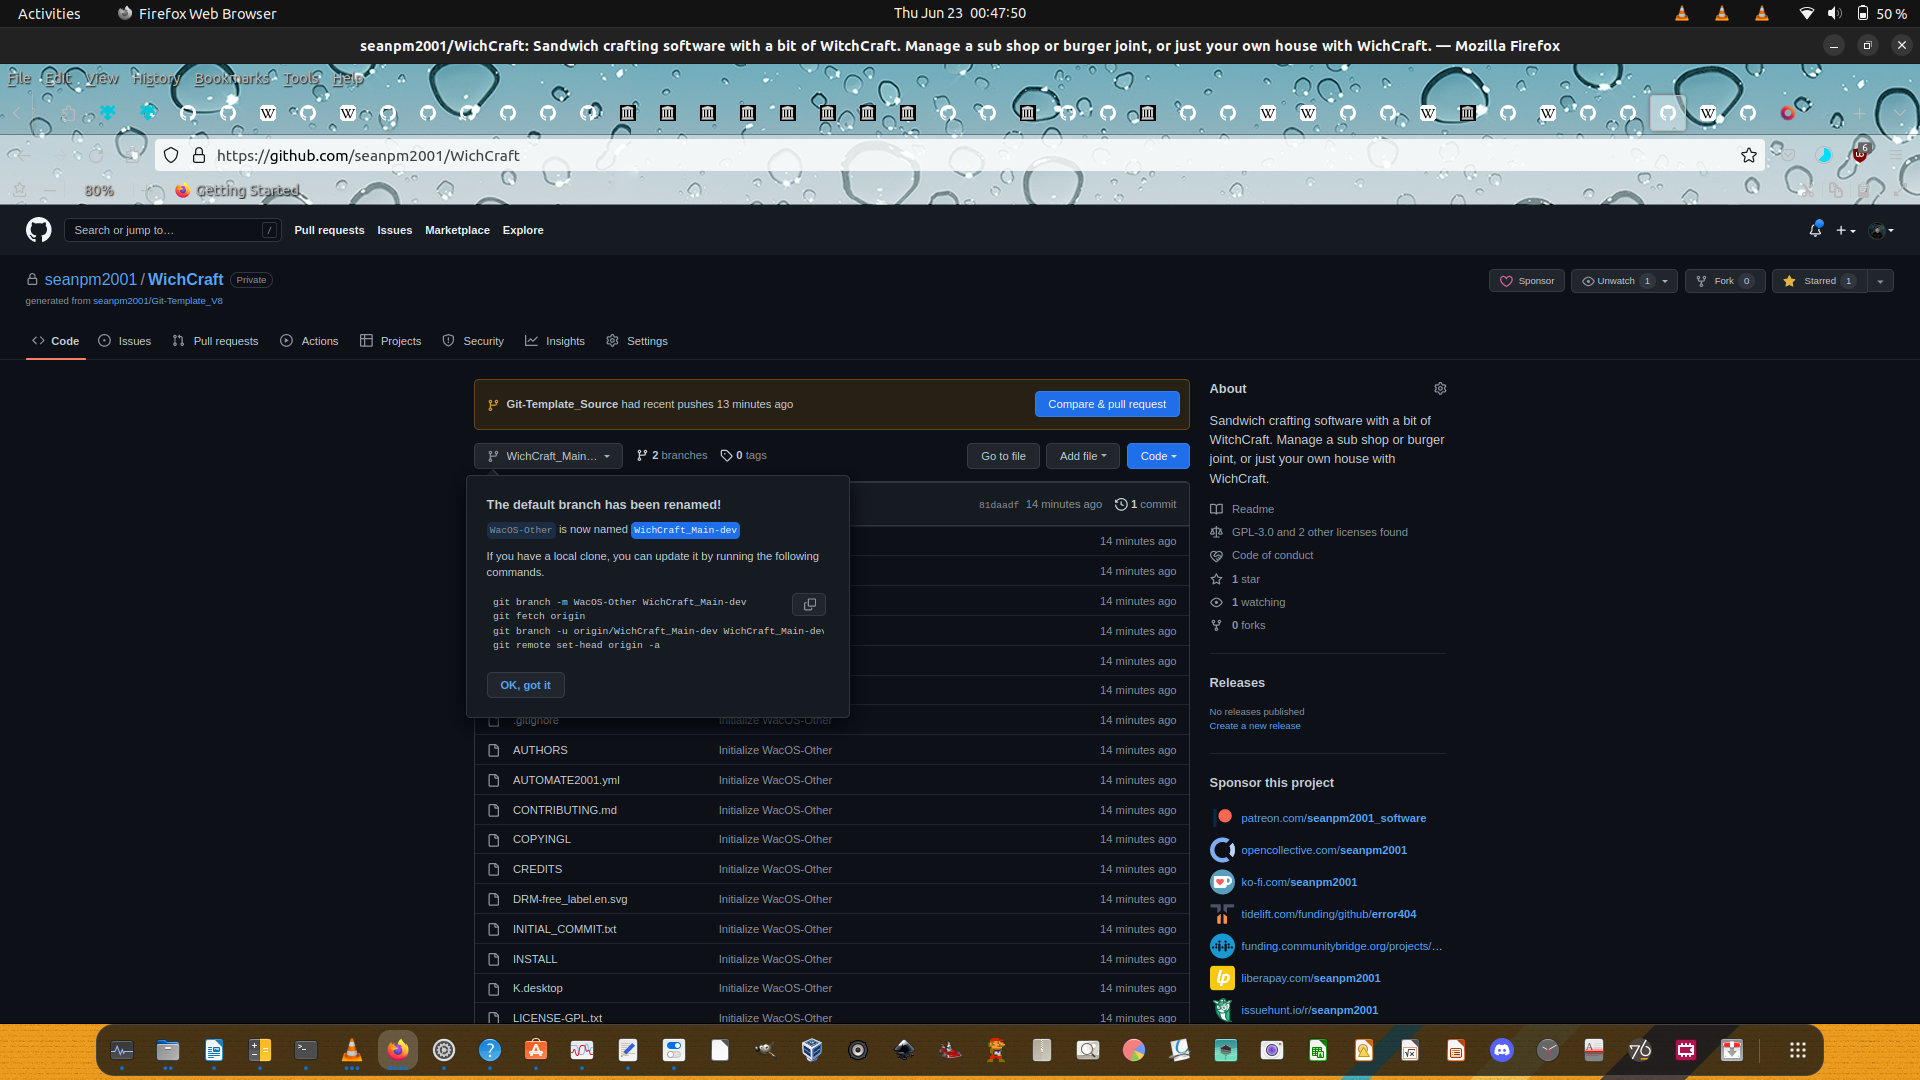 Activities
Firefox Web Browser
Thu Jun 23 00:47:50
50 %
seanpm2001/WichCraft: Sandwich crafting software with a bit of WitchCraft. Manage a sub shop or burger joint, or just your own house with WichCraft. — Mozilla Firefox
File Edit View History Bookmarks Tools Help
https://github.com/seanpm2001/WichCraft
6
80%
Getting Started
Search or jump to…
/
Pull requests Issues Marketplace Explore
seanpm2001 / WichCraft Private
Sponsor
Unwatch 1
Fork 0
Starred 1
generated from seanpm2001/Git-Template_V8
Code Issues Pull requests Actions Projects Security Insights Settings
Git-Template_Source had recent pushes 13 minutes ago
Compare & pull request
WichCraft_Main...
2 branches
0 tags
Go to file
Add file
Code
The default branch has been renamed!
WacOS-Other is now named WichCraft_Main-dev
If you have a local clone, you can update it by running the following
commands.
git branch -m WacOS-Other WichCraft_Main-dev
git fetch origin
git branch -u origin/WichCraft_Main-dev WichCraft_Main-dev
git remote set-head origin -a
OK, got it
81daadf 14 minutes ago 1 commit
14 minutes ago
14 minutes ago
14 minutes ago
14 minutes ago
14 minutes ago
14 minutes ago
.gitignore Initialize WacOS-Other 14 minutes ago
AUTHORS Initialize WacOS-Other 14 minutes ago
AUTOMATE2001.yml Initialize WacOS-Other 14 minutes ago
CONTRIBUTING.md Initialize WacOS-Other 14 minutes ago
COPYINGL Initialize WacOS-Other 14 minutes ago
CREDITS Initialize WacOS-Other 14 minutes ago
DRM-free_label.en.svg Initialize WacOS-Other 14 minutes ago
INITIAL_COMMIT.txt Initialize WacOS-Other 14 minutes ago
INSTALL Initialize WacOS-Other 14 minutes ago
K.desktop Initialize WacOS-Other 14 minutes ago
LICENSE-GPL.txt Initialize WacOS-Other 14 minutes ago
About
Sandwich crafting software with a bit of
WitchCraft. Manage a sub shop or burger
joint, or just your own house with
WichCraft.
Readme
GPL-3.0 and 2 other licenses found
Code of conduct
1 star
1 watching
0 forks
Releases
No releases published
Create a new release
Sponsor this project
patreon.com/seanpm2001_software
opencollective.com/seanpm2001
ko-fi.com/seanpm2001
tidelift.com/funding/github/error404
funding.communitybridge.org/projects/...
liberapay.com/seanpm2001
issuehunt.io/r/seanpm2001